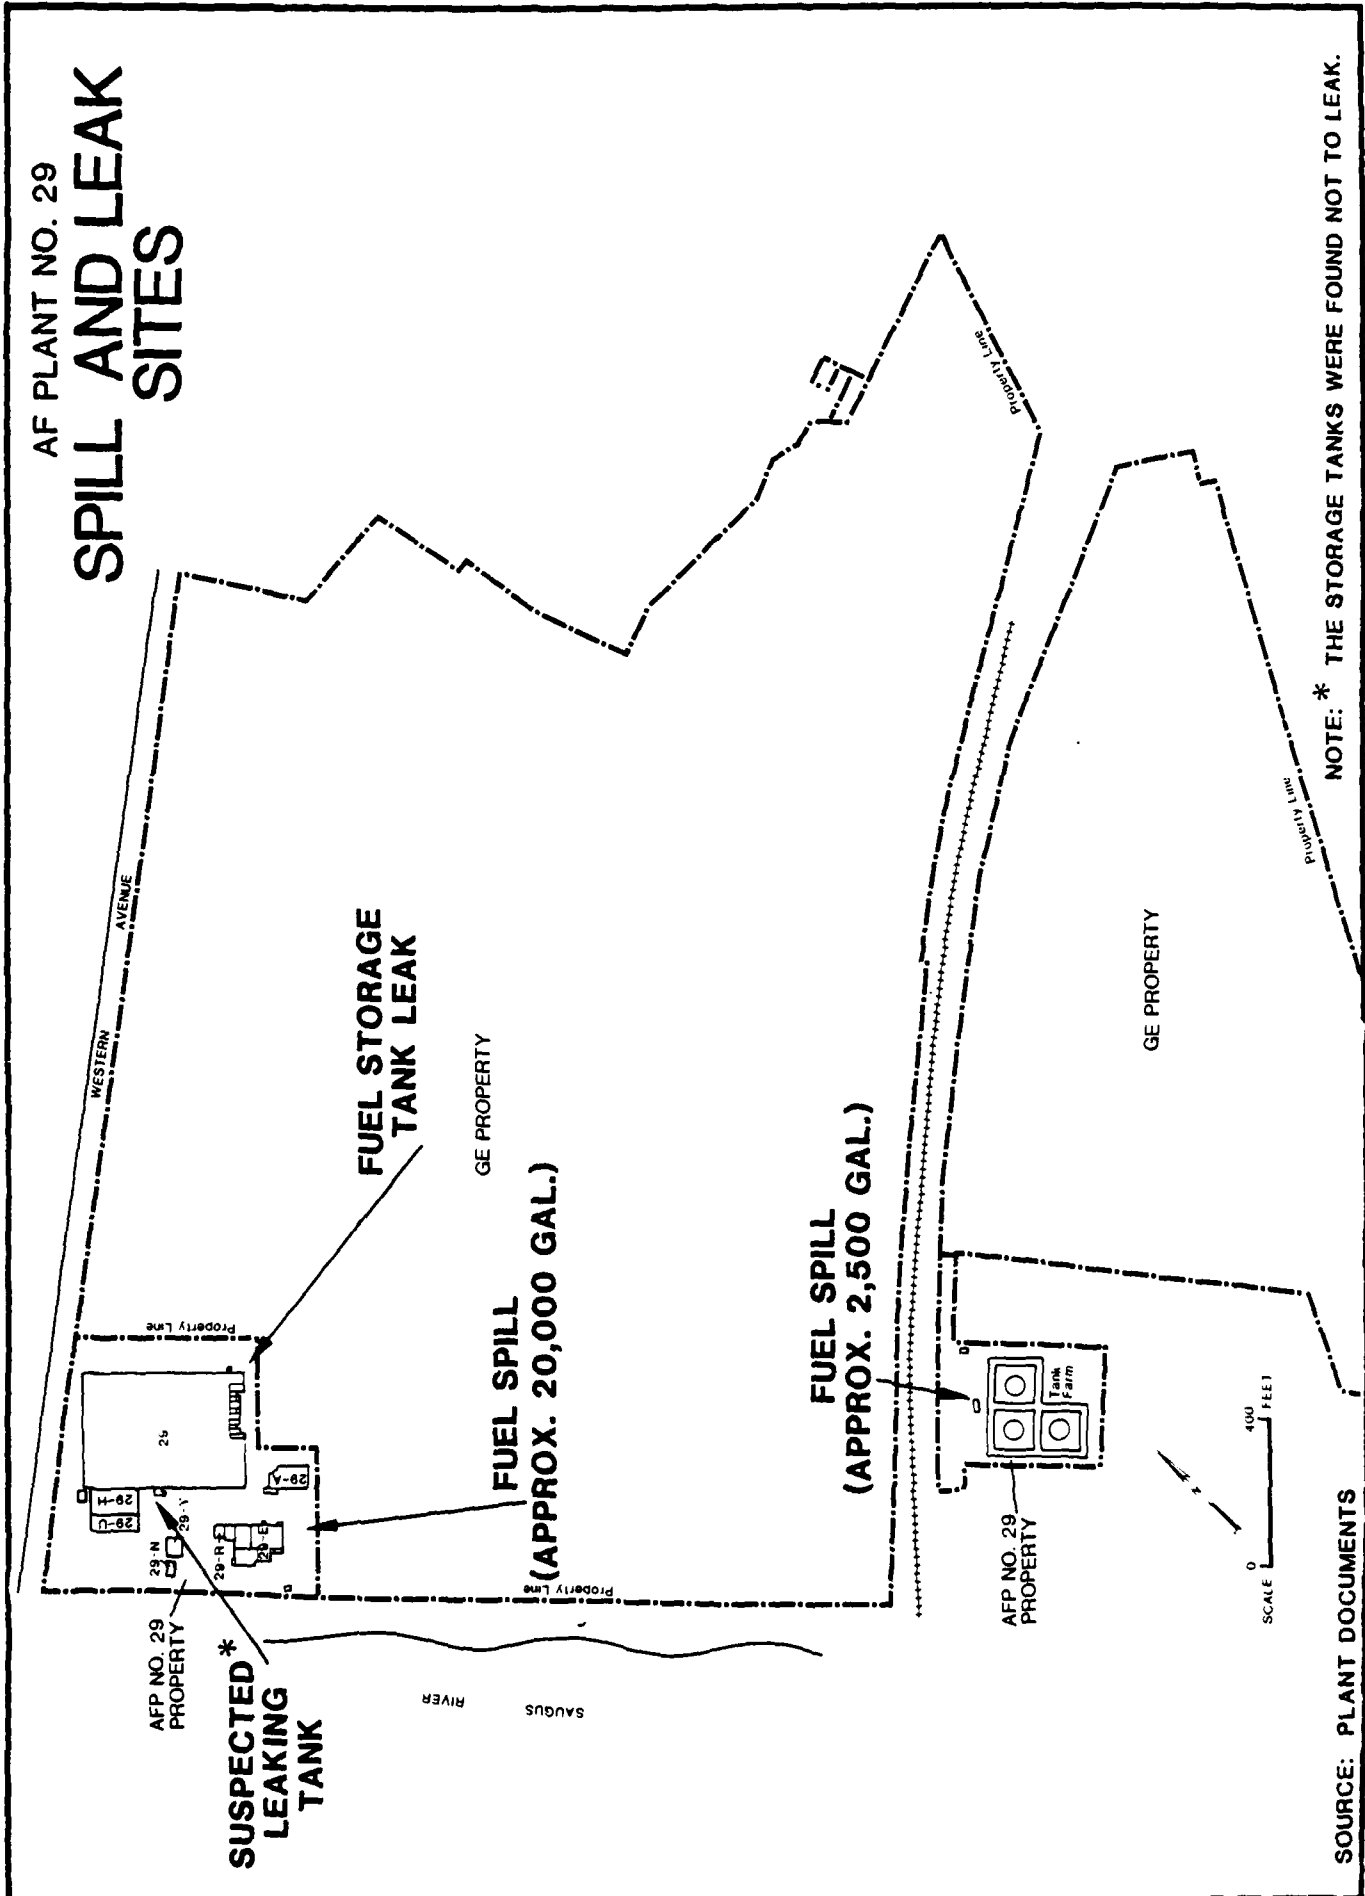 AF PLANT NO. 29
SPILL AND LEAK
SITES
WESTERN
AVENUE
Property Line
29
29-H
29-U
29-Y
29-N
29-R
29-E
29-A
AFP NO. 29
PROPERTY
SUSPECTED*
LEAKING
TANK
FUEL STORAGE
TANK LEAK
GE PROPERTY
FUEL SPILL
(APPROX. 20,000 GAL.)
Property Line
SAUGUS
RIVER
Property Line
FUEL SPILL
(APPROX. 2,500 GAL.)
Tank
Farm
AFP NO. 29
PROPERTY
GE PROPERTY
Property Line
N
SCALE 0 400 FEET
NOTE: * THE STORAGE TANKS WERE FOUND NOT TO LEAK.
SOURCE: PLANT DOCUMENTS